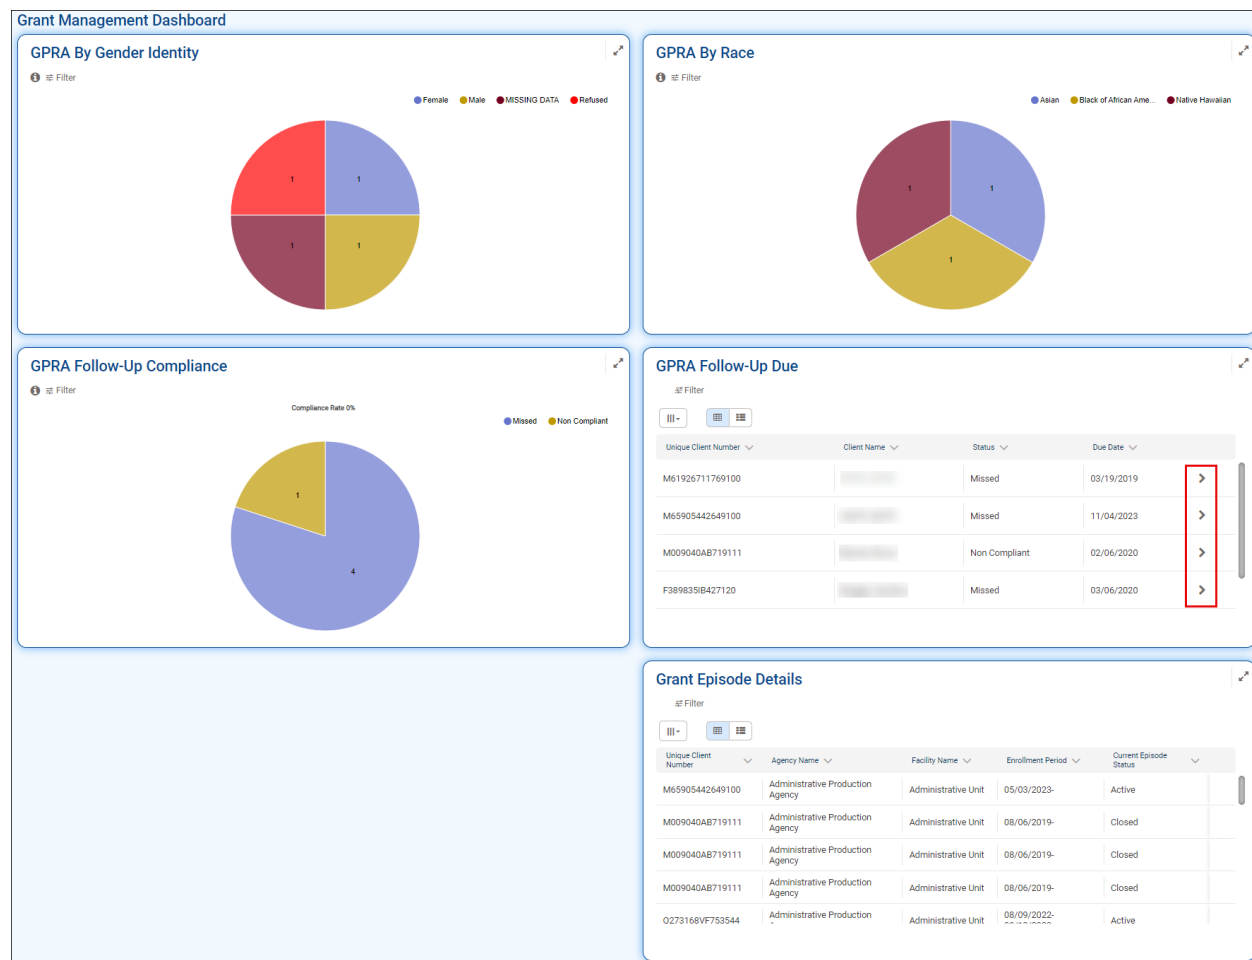 Grant Management Dashboard
GPRA By Gender Identity
Filter
Female Male MISSING DATA Refused
1 1
1 1
GPRA By Race
Filter
Asian Black of African Ame... Native Hawaiian
1 1
1
GPRA Follow-Up Compliance
Filter
Compliance Rate 0%
Missed Non Compliant
1
4
GPRA Follow-Up Due
Filter
Unique Client Number Client Name Status Due Date
M61926711769100 Missed 03/19/2019
M65905442649100 Missed 11/04/2023
M009040AB719111 Non Compliant 02/06/2020
F389835IB427120 Missed 03/06/2020
Grant Episode Details
Filter
Unique Client Number Agency Name Facility Name Enrollment Period Current Episode Status
M65905442649100 Administrative Production Agency Administrative Unit 05/03/2023- Active
M009040AB719111 Administrative Production Agency Administrative Unit 08/06/2019- Closed
M009040AB719111 Administrative Production Agency Administrative Unit 08/06/2019- Closed
M009040AB719111 Administrative Production Agency Administrative Unit 08/06/2019- Closed
O273168VF753544 Administrative Production Administrative Unit 08/09/2022- Active